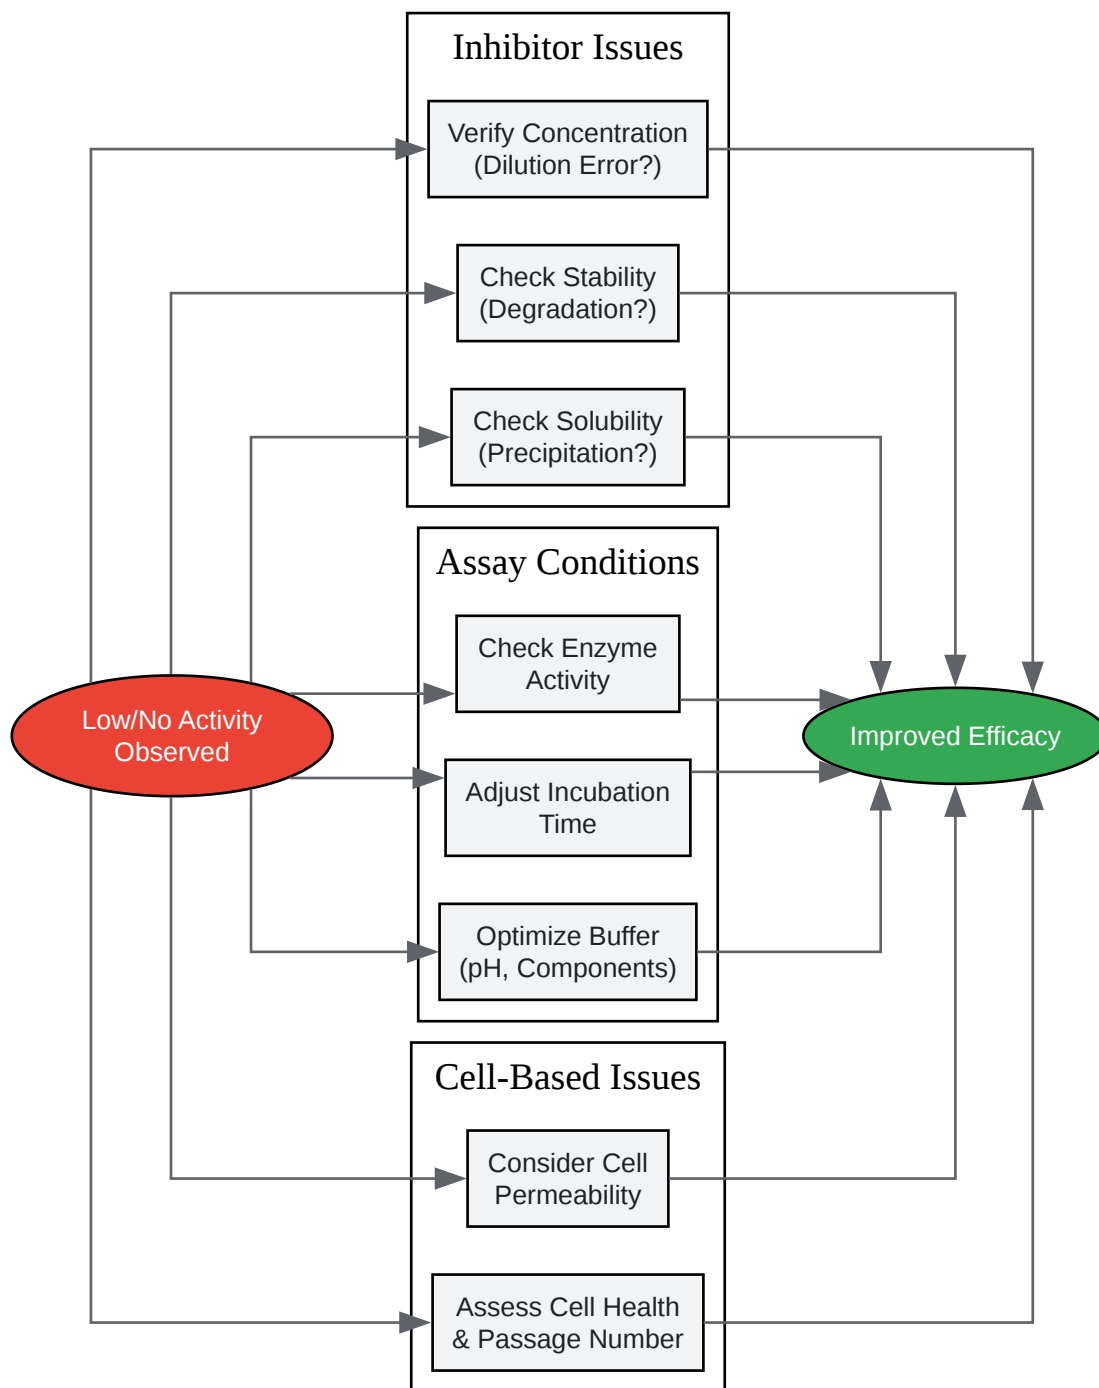 Inhibitor Issues
Verify Concentration
(Dilution Error?)
Check Stability
(Degradation?)
Check Solubility
(Precipitation?)
Assay Conditions
Check Enzyme
Activity
Low/No Activity
Observed
Improved Efficacy
Adjust Incubation
Time
Optimize Buffer
(pH, Components)
Cell-Based Issues
Consider Cell
Permeability
Assess Cell Health
& Passage Number